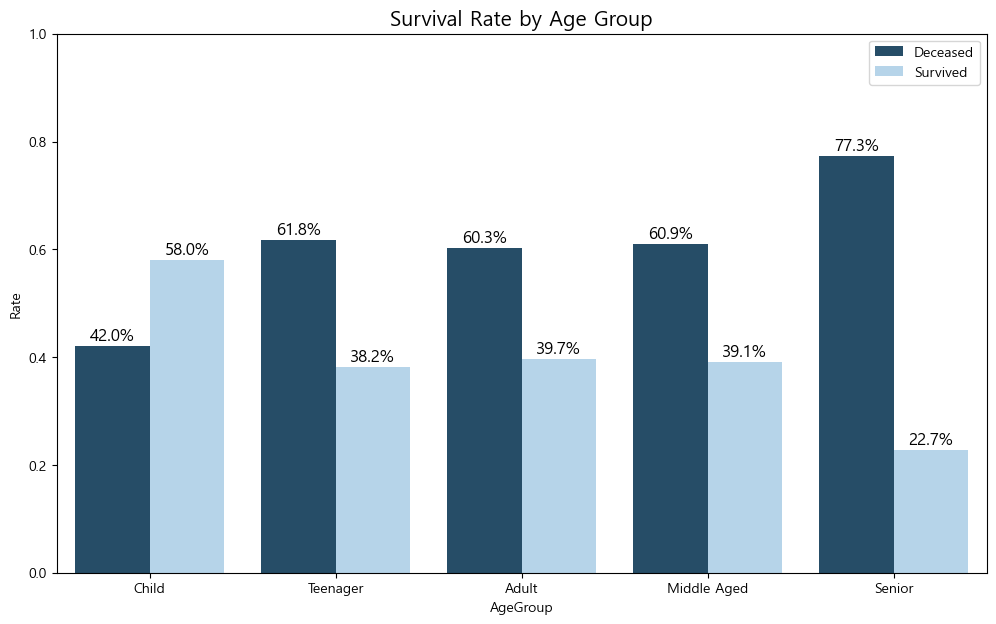 Survival Rate by Age Group
1.0
0.8
0.6
0.4
0.2
0.0
Rate
Deceased
Survived
42.0%
58.0%
61.8%
38.2%
60.3%
39.7%
60.9%
39.1%
77.3%
22.7%
Child
Teenager
Adult
Middle Aged
Senior
AgeGroup